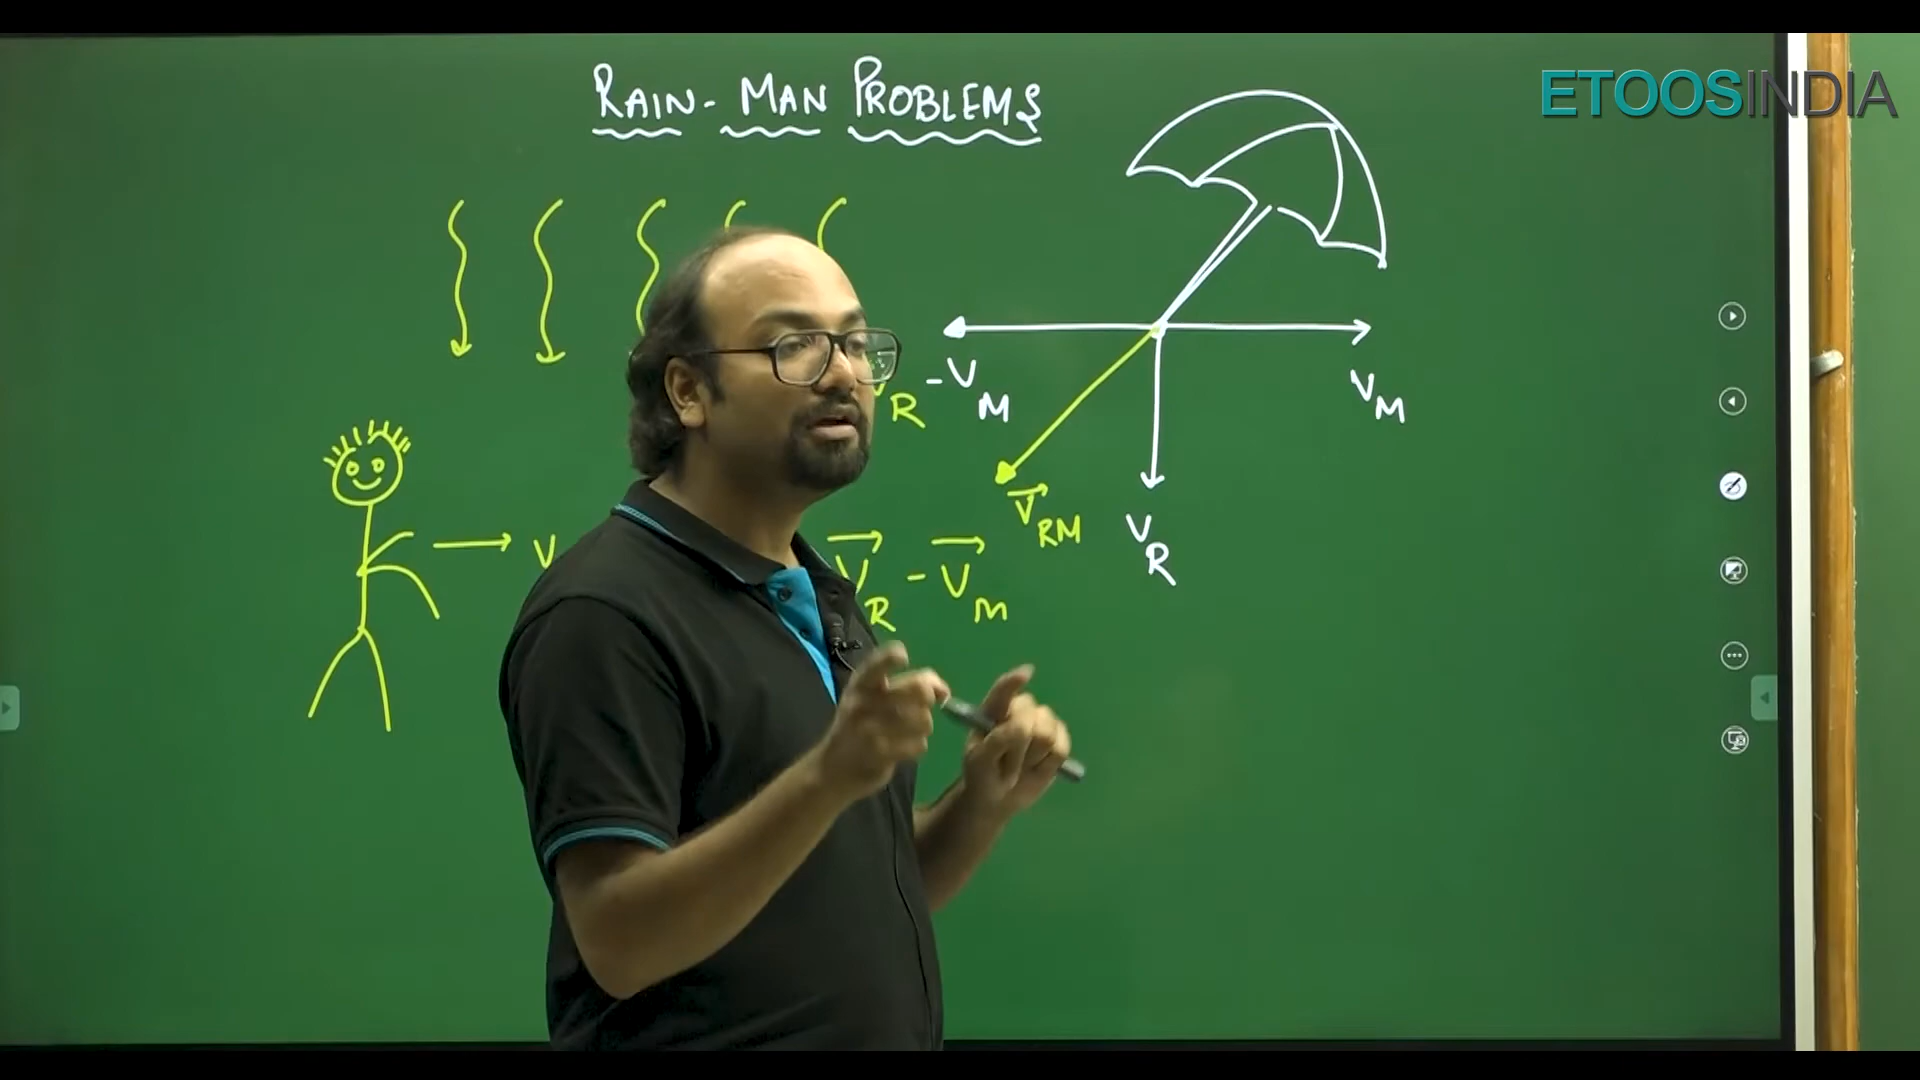 RAIN-MAN PROBLEMS
ETOOSINDIA
R
-V M
V M
V RM
V R
V
V R - V M